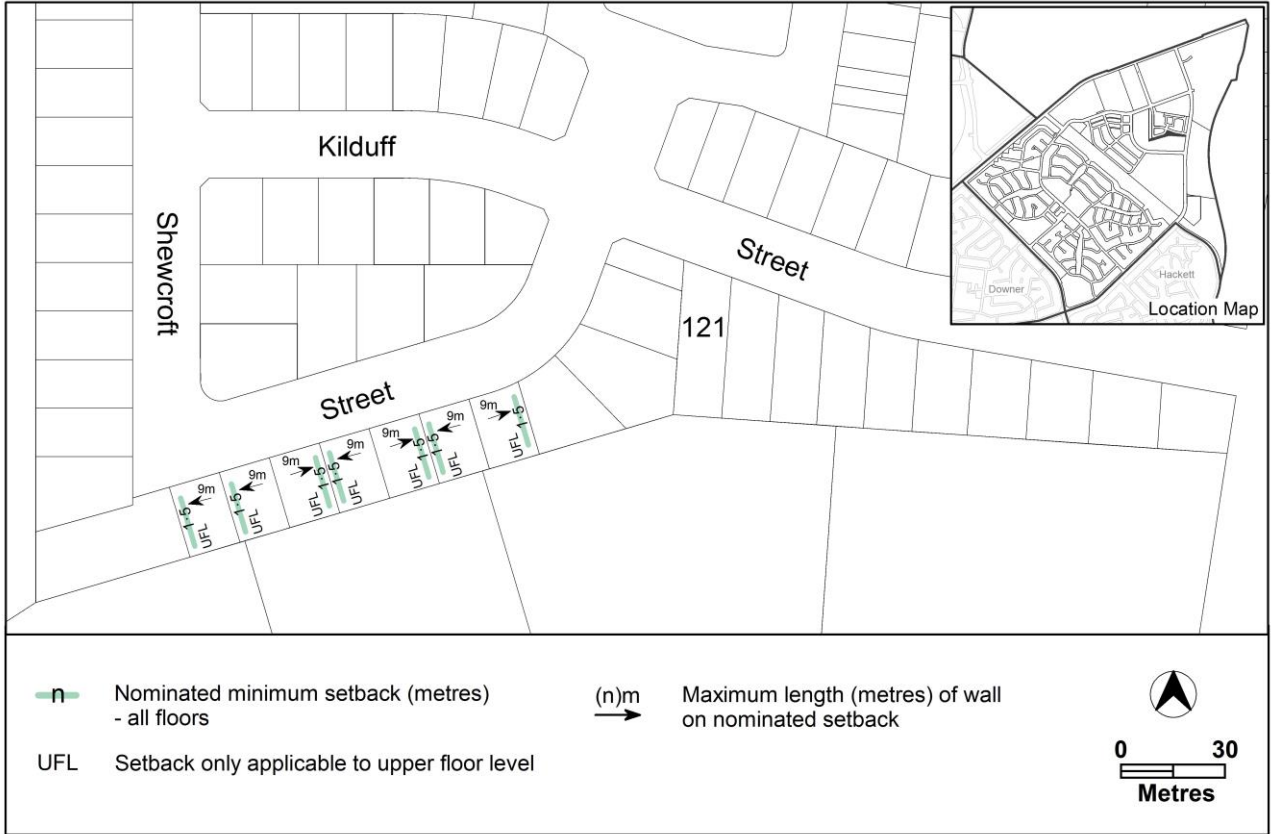 Kilduff
Shewcroft
Street
121
Street
9m
1·5
UFL
9m
1·5
UFL
9m
1·5
UFL
9m
1·5
UFL
9m
1·5
UFL
9m
1·5
UFL
9m
1·5
UFL
Downer
Hackett
Location Map
n
Nominated minimum setback (metres)
- all floors
UFL
Setback only applicable to upper floor level
(n)m
Maximum length (metres) of wall
on nominated setback
0
30
Metres